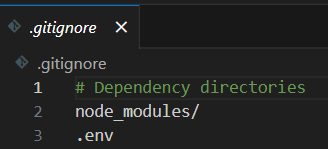 .gitignore ×
.gitignore
1 # Dependency directories
2 node_modules/
3 .env